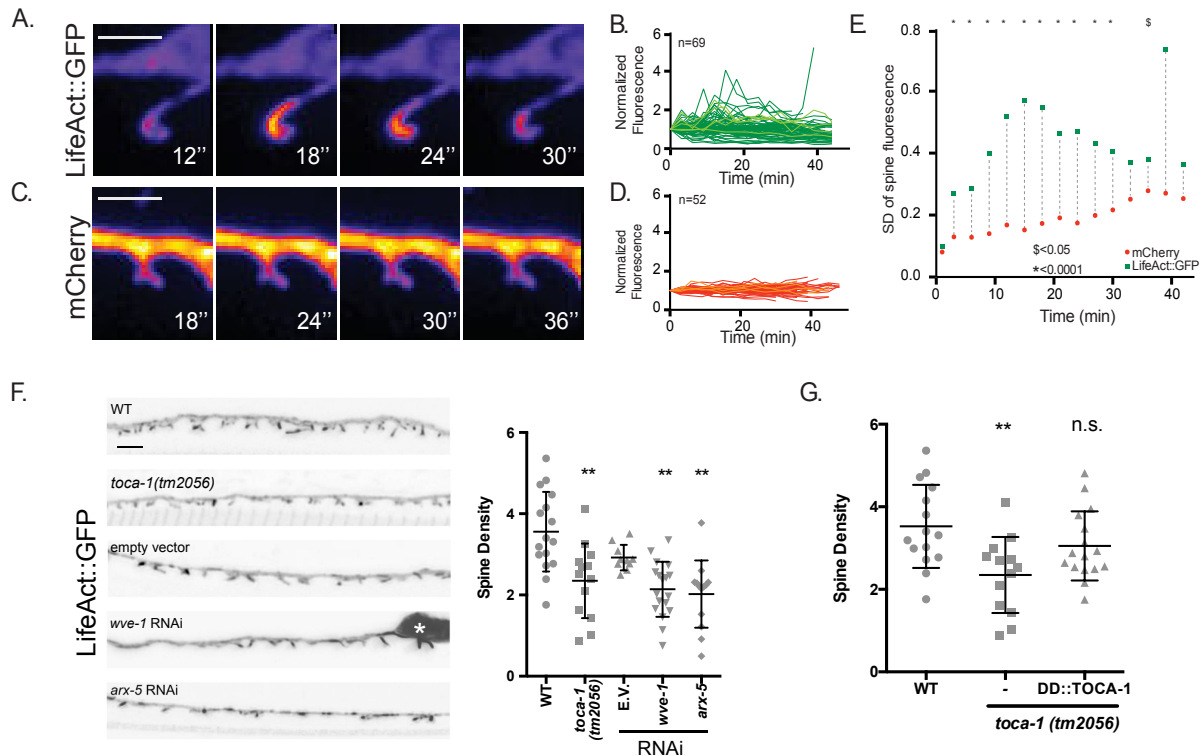 A.
LifeAct::GFP
12’’
18’’
24’’
30’’
B.
n=69
Normalized
Fluorescence
6
4
2
0
0
20
40
Time (min)
C.
mCherry
18’’
24’’
30’’
36’’
D.
n=52
Normalized
Fluorescence
6
4
2
0
0
20
40
Time (min)
E.
* * * * * * * * * * $
SD of spine fluorescence
0.8
0.6
0.4
0.2
0.0
0
10
20
30
40
Time (min)
$<0.05
*<0.0001
mCherry
LifeAct::GFP
F.
LifeAct::GFP
WT
toca-1(tm2056)
empty vector
wve-1 RNAi
*
arx-5 RNAi
Spine Density
6
4
2
0
** ** **
WT
toca-1
(tm2056)
E.V.
wve-1
arx-5
RNAi
G.
Spine Density
6
4
2
0
**
n.s.
WT
-
DD::TOCA-1
toca-1 (tm2056)